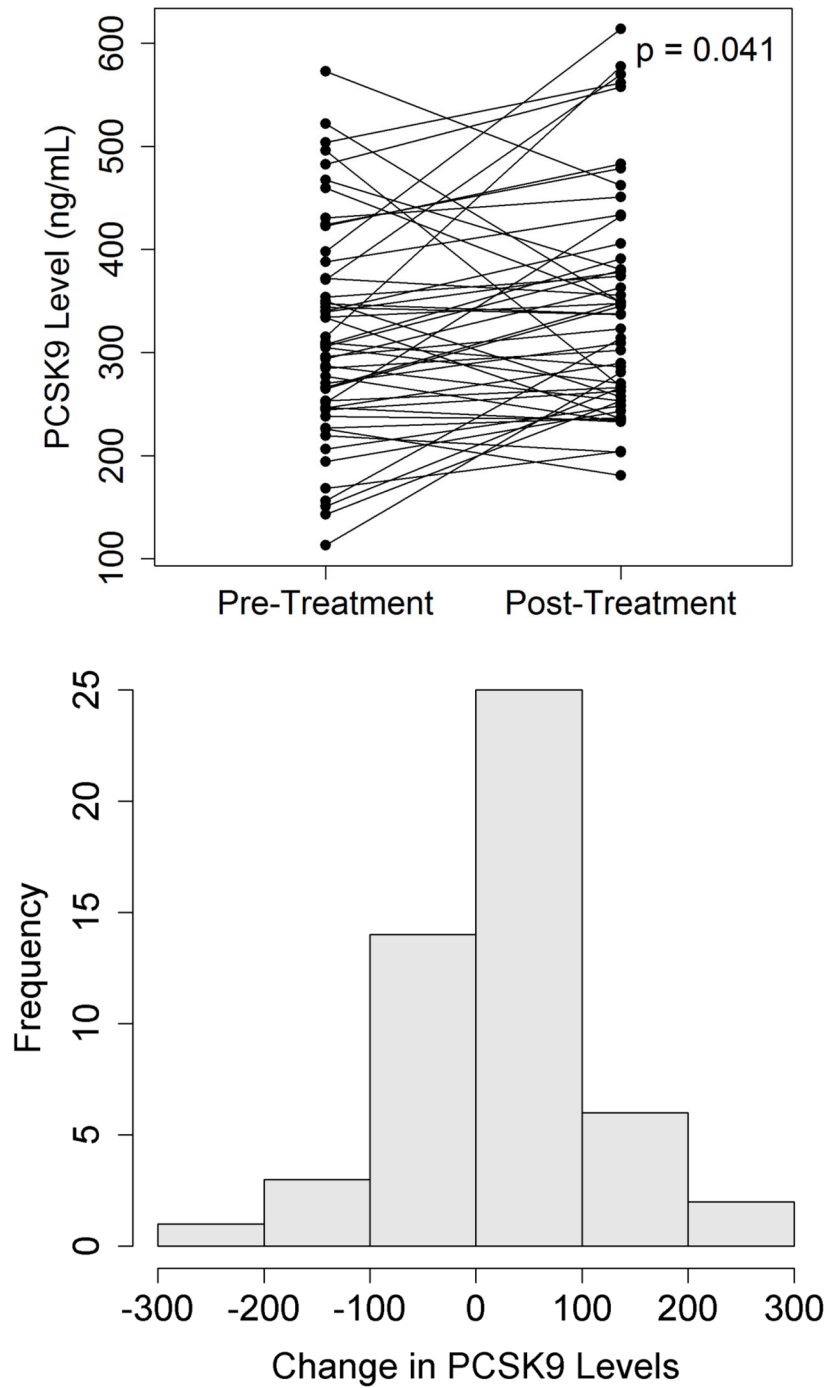 600
500
400
300
200
100
PCSK9 Level (ng/mL)
p = 0.041
Pre-Treatment Post-Treatment
25
20
15
10
5
0
Frequency
-300 -200 -100 0 100 200 300
Change in PCSK9 Levels